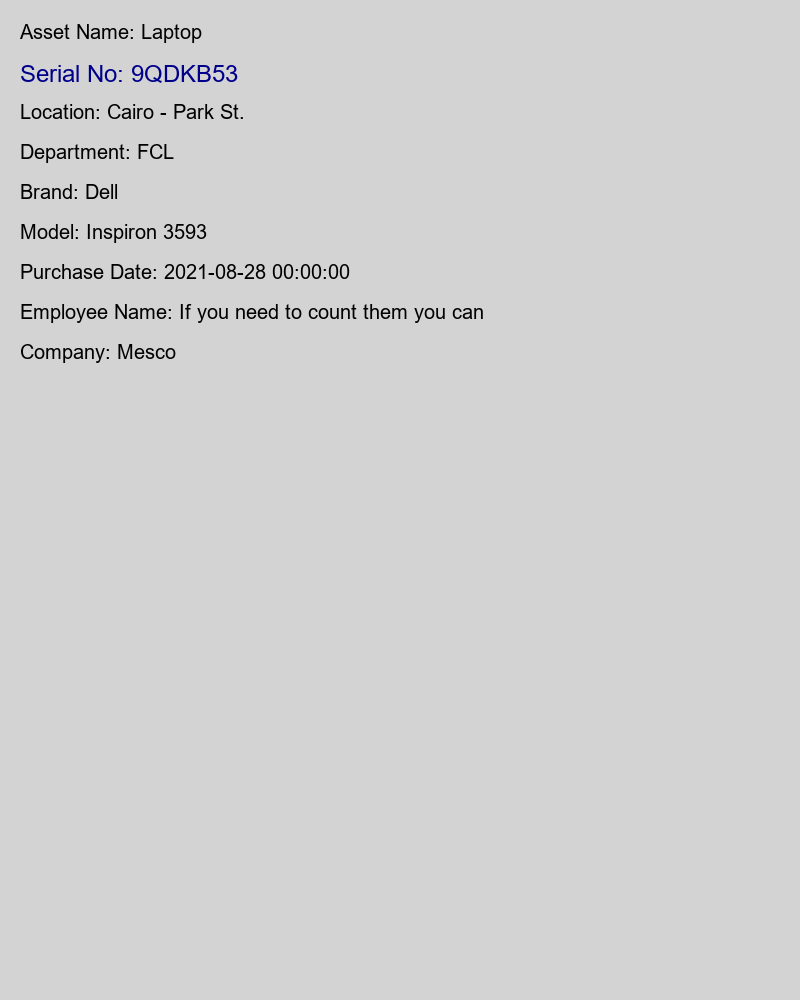 Asset Name: Laptop
Serial No: 9QDKB53
Location: Cairo - Park St.
Department: FCL
Brand: Dell
Model: Inspiron 3593
Purchase Date: 2021-08-28 00:00:00
Employee Name: If you need to count them you can
Company: Mesco